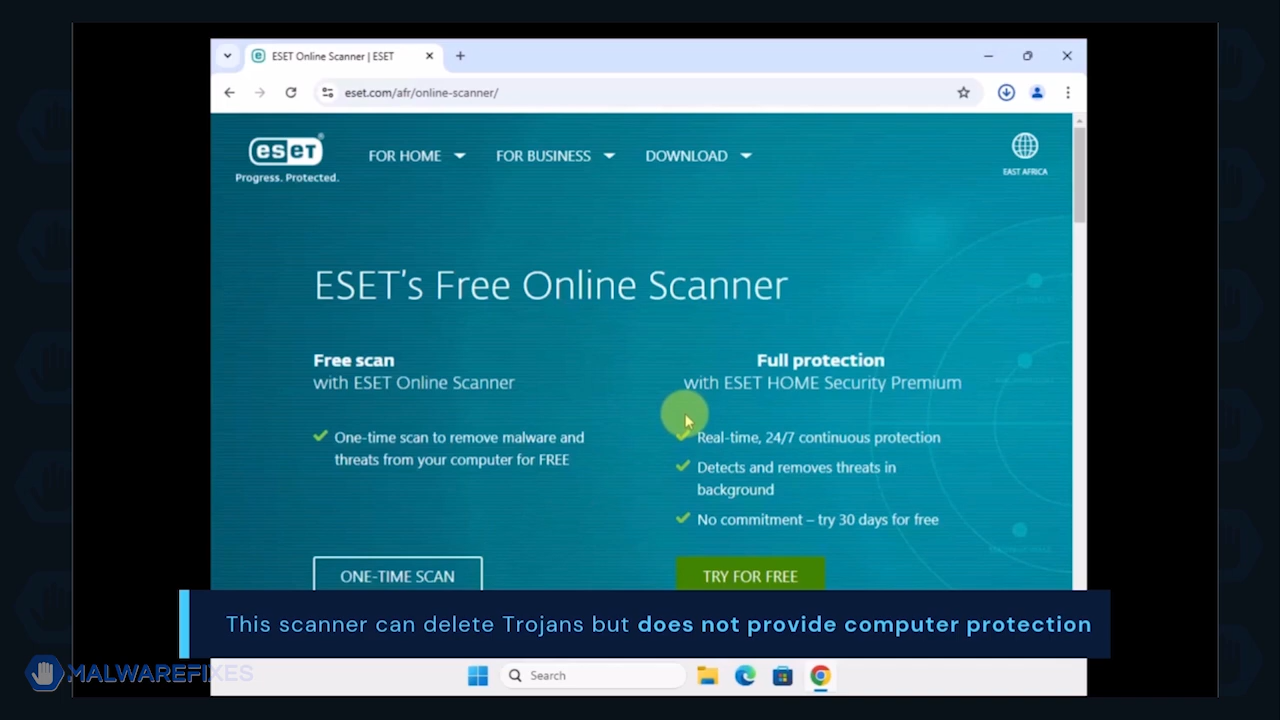 ESET Online Scanner | ESET
eset.com/afr/online-scanner/
eseT®
Progress. Protected.
FOR HOME
FOR BUSINESS
DOWNLOAD
EAST AFRICA
ESET's Free Online Scanner
Free scan
with ESET Online Scanner
One-time scan to remove malware and
threats from your computer for FREE
ONE-TIME SCAN
Full protection
with ESET HOME Security Premium
Real-time, 24/7 continuous protection
Detects and removes threats in
background
No commitment – try 30 days for free
TRY FOR FREE
This scanner can delete Trojans but does not provide computer protection
MALWAREFIXES
Search